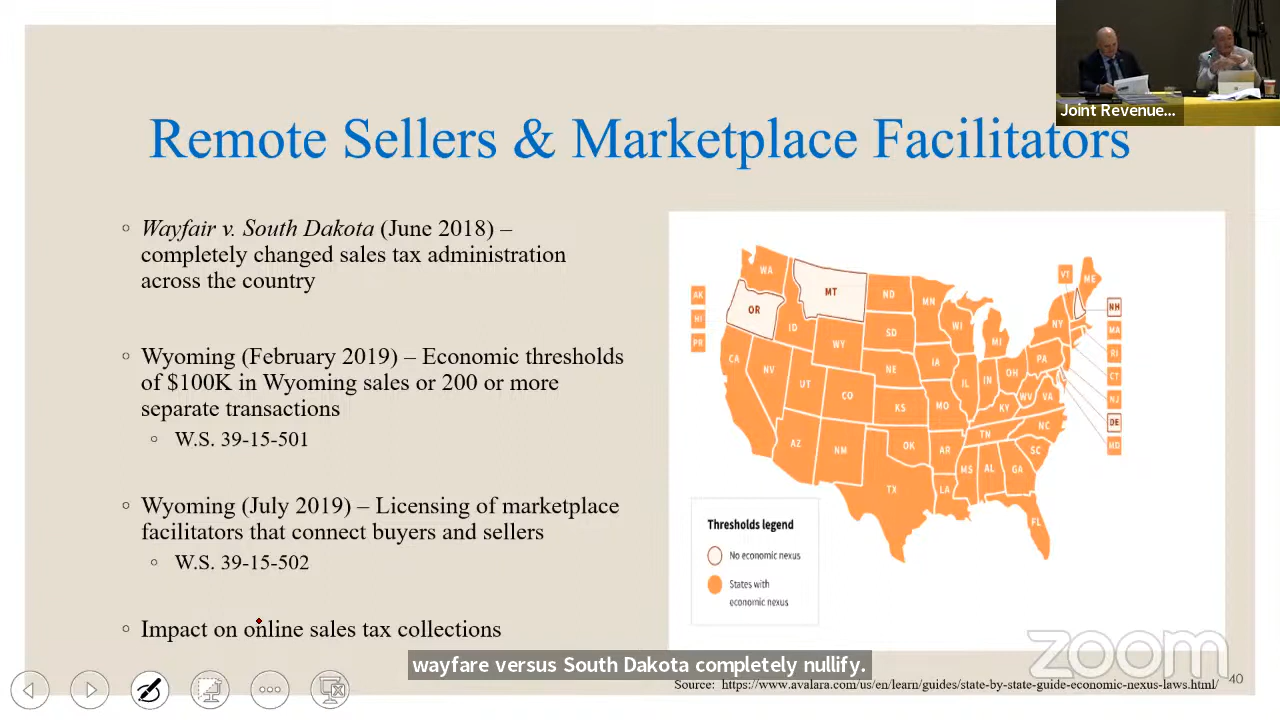 Joint Revenue...
Remote Sellers & Marketplace Facilitators
◦ Wayfair v. South Dakota (June 2018) –
completely changed sales tax administration
across the country
◦ Wyoming (February 2019) – Economic thresholds
of $100K in Wyoming sales or 200 or more
separate transactions
◦ W.S. 39-15-501
◦ Wyoming (July 2019) – Licensing of marketplace
facilitators that connect buyers and sellers
◦ W.S. 39-15-502
◦ Impact on online sales tax collections
AK
HI
PR
WA
OR
MT
ID
WY
CA
NV
UT
CO
AZ
NM
ND
SD
NE
KS
OK
TX
MN
IA
MO
AR
LA
WI
IL
MI
IN
OH
KY
TN
MS
AL
GA
FL
SC
NC
VA
WV
PA
NY
VT
ME
NH
MA
RI
CT
NJ
DE
MD
Thresholds legend
No economic nexus
States with
economic nexus
zoom
wayfare versus South Dakota completely nullify.
Source: https://www.avalara.com/us/en/learn/guides/state-by-state-guide-economic-nexus-laws.html/
40